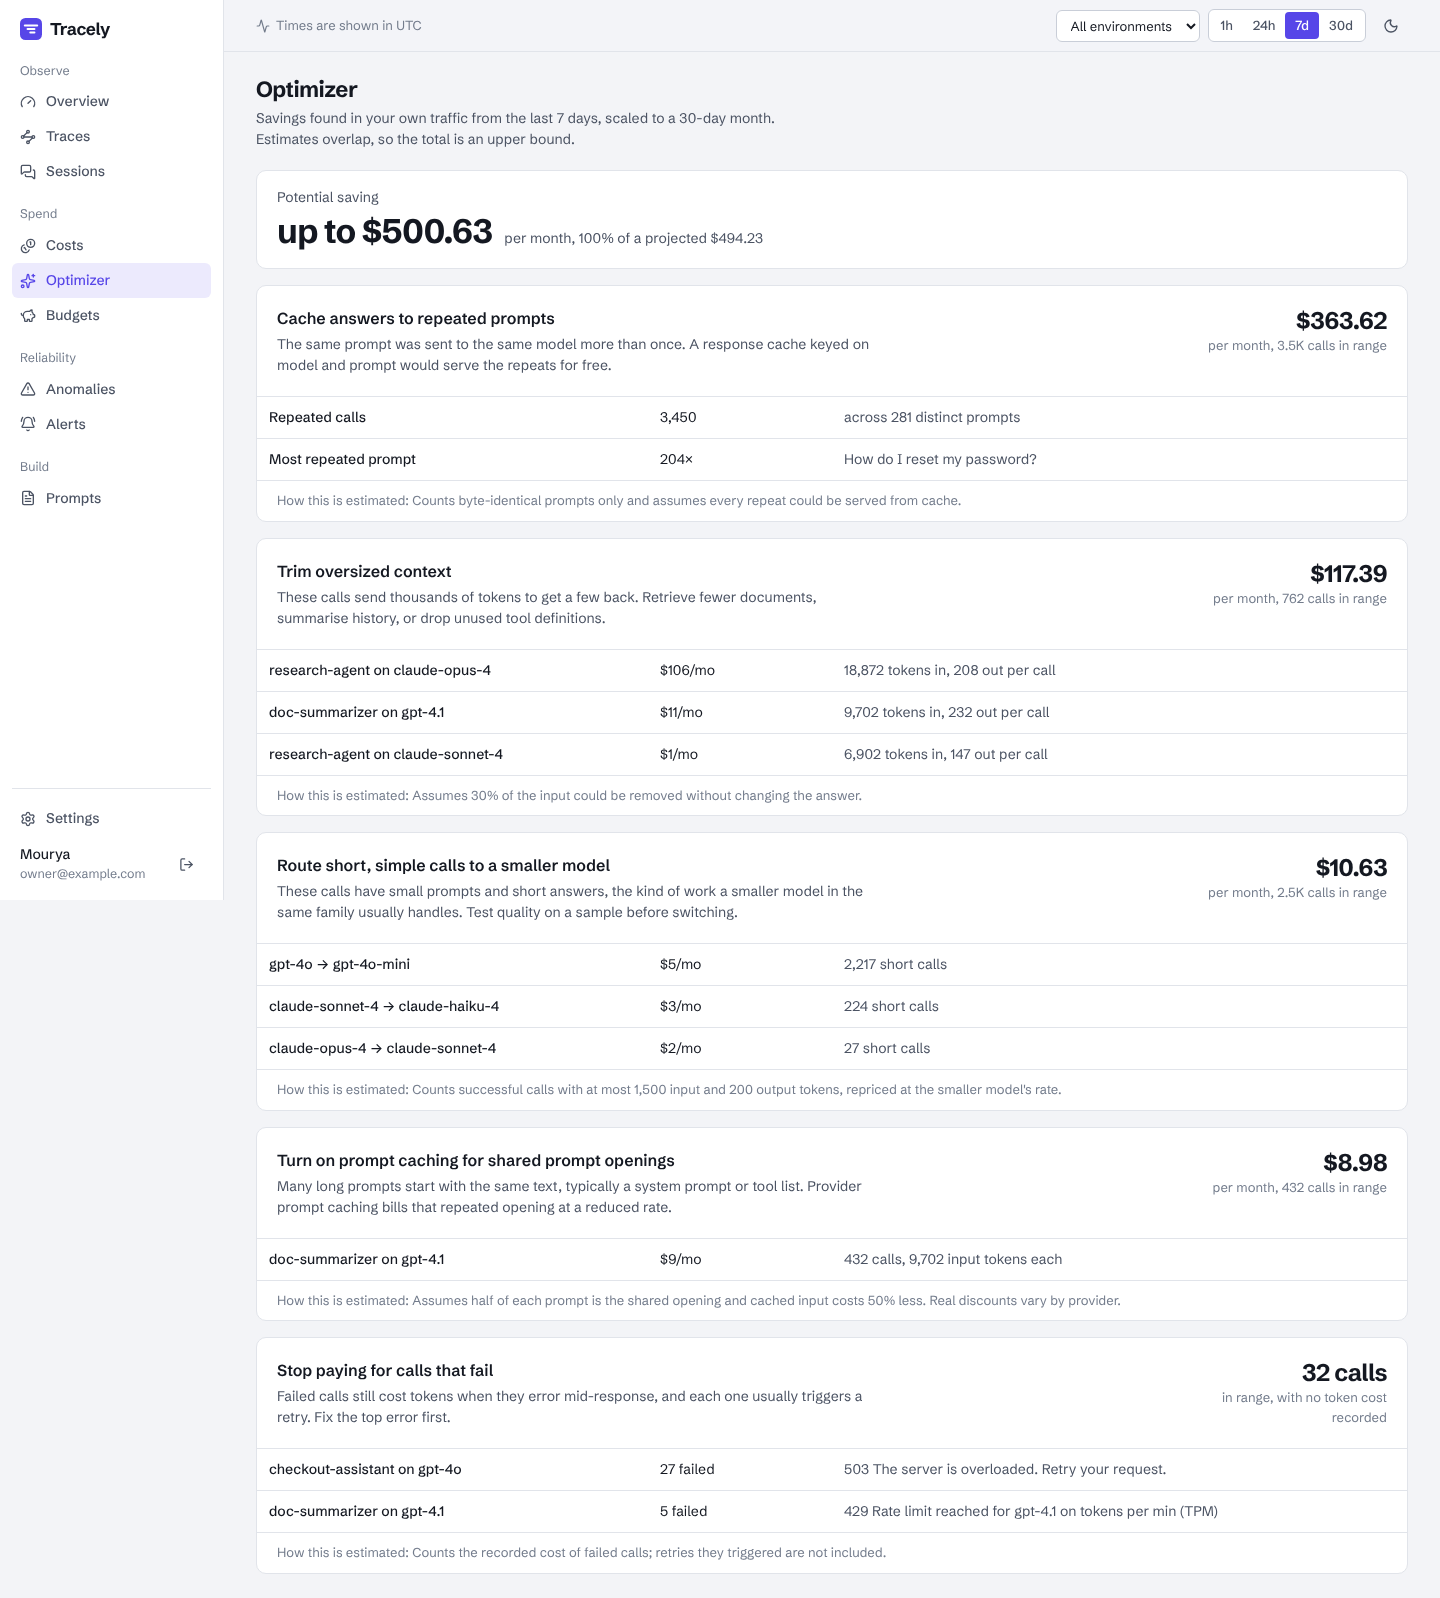 Tracely
Observe
Overview
Traces
Sessions
Spend
Costs
Optimizer
Budgets
Reliability
Anomalies
Alerts
Build
Prompts
Settings
Mourya
owner@example.com
Times are shown in UTC
All environments
1h 24h 7d 30d
Optimizer
Savings found in your own traffic from the last 7 days, scaled to a 30-day month.
Estimates overlap, so the total is an upper bound.
Potential saving
up to $500.63 per month, 100% of a projected $494.23
Cache answers to repeated prompts
$363.62
The same prompt was sent to the same model more than once. A response cache keyed on
model and prompt would serve the repeats for free.
per month, 3.5K calls in range
Repeated calls 3,450 across 281 distinct prompts
Most repeated prompt 204× How do I reset my password?
How this is estimated: Counts byte-identical prompts only and assumes every repeat could be served from cache.
Trim oversized context
$117.39
These calls send thousands of tokens to get a few back. Retrieve fewer documents,
summarise history, or drop unused tool definitions.
per month, 762 calls in range
research-agent on claude-opus-4 $106/mo 18,872 tokens in, 208 out per call
doc-summarizer on gpt-4.1 $11/mo 9,702 tokens in, 232 out per call
research-agent on claude-sonnet-4 $1/mo 6,902 tokens in, 147 out per call
How this is estimated: Assumes 30% of the input could be removed without changing the answer.
Route short, simple calls to a smaller model
$10.63
These calls have small prompts and short answers, the kind of work a smaller model in the
same family usually handles. Test quality on a sample before switching.
per month, 2.5K calls in range
gpt-4o → gpt-4o-mini $5/mo 2,217 short calls
claude-sonnet-4 → claude-haiku-4 $3/mo 224 short calls
claude-opus-4 → claude-sonnet-4 $2/mo 27 short calls
How this is estimated: Counts successful calls with at most 1,500 input and 200 output tokens, repriced at the smaller model's rate.
Turn on prompt caching for shared prompt openings
$8.98
Many long prompts start with the same text, typically a system prompt or tool list. Provider
prompt caching bills that repeated opening at a reduced rate.
per month, 432 calls in range
doc-summarizer on gpt-4.1 $9/mo 432 calls, 9,702 input tokens each
How this is estimated: Assumes half of each prompt is the shared opening and cached input costs 50% less. Real discounts vary by provider.
Stop paying for calls that fail
32 calls
Failed calls still cost tokens when they error mid-response, and each one usually triggers a
retry. Fix the top error first.
in range, with no token cost
recorded
checkout-assistant on gpt-4o 27 failed 503 The server is overloaded. Retry your request.
doc-summarizer on gpt-4.1 5 failed 429 Rate limit reached for gpt-4.1 on tokens per min (TPM)
How this is estimated: Counts the recorded cost of failed calls; retries they triggered are not included.